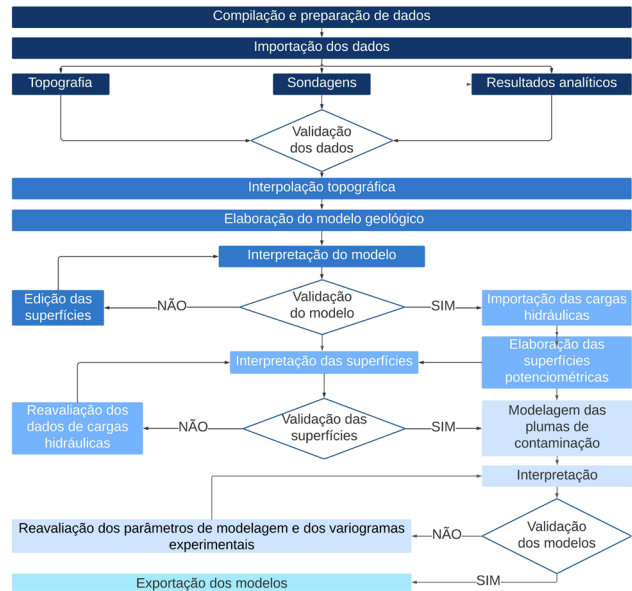 Compilação e preparação de dados
Importação dos dados
Topografia
Sondagens
Resultados analíticos
Validação
dos dados
Interpolação topográfica
Elaboração do modelo geológico
Interpretação do modelo
Edição das
superfícies
NÃO
Validação
do modelo
SIM
Importação das cargas
hidráulicas
Interpretação das superfícies
Elaboração das
superfícies
potenciométricas
Reavaliação dos
dados de cargas
hidráulicas
NÃO
Validação das
superfícies
SIM
Modelagem das
plumas de
contaminação
Interpretação
Reavaliação dos parâmetros de modelagem e dos variogramas
experimentais
NÃO
Validação
dos modelos
Exportação dos modelos
SIM